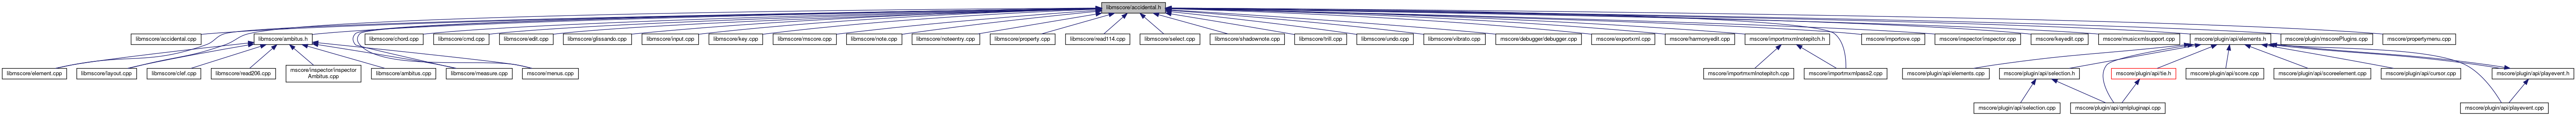 libmscore/accidental.h
libmscore/accidental.cpp
libmscore/ambitus.h
libmscore/chord.cpp
libmscore/cmd.cpp
libmscore/edit.cpp
libmscore/glissando.cpp
libmscore/input.cpp
libmscore/key.cpp
libmscore/mscore.cpp
libmscore/note.cpp
libmscore/noteentry.cpp
libmscore/property.cpp
libmscore/read114.cpp
libmscore/select.cpp
libmscore/shadownote.cpp
libmscore/trill.cpp
libmscore/undo.cpp
libmscore/vibrato.cpp
mscore/debugger/debugger.cpp
mscore/exportxml.cpp
mscore/harmonyedit.cpp
mscore/importmxmlnotepitch.h
mscore/importove.cpp
mscore/inspector/inspector.cpp
mscore/keyedit.cpp
mscore/musicxmlsupport.cpp
mscore/plugin/api/elements.h
mscore/plugin/mscorePlugins.cpp
mscore/propertymenu.cpp
libmscore/element.cpp
libmscore/layout.cpp
libmscore/clef.cpp
libmscore/read206.cpp
mscore/inspector/inspector
Ambitus.cpp
libmscore/ambitus.cpp
libmscore/measure.cpp
mscore/menus.cpp
mscore/importmxmlnotepitch.cpp
mscore/importmxmlpass2.cpp
mscore/plugin/api/elements.cpp
mscore/plugin/api/selection.h
mscore/plugin/api/tie.h
mscore/plugin/api/score.cpp
mscore/plugin/api/scoreelement.cpp
mscore/plugin/api/cursor.cpp
mscore/plugin/api/playevent.h
mscore/plugin/api/selection.cpp
mscore/plugin/api/qmlpluginapi.cpp
mscore/plugin/api/playevent.cpp